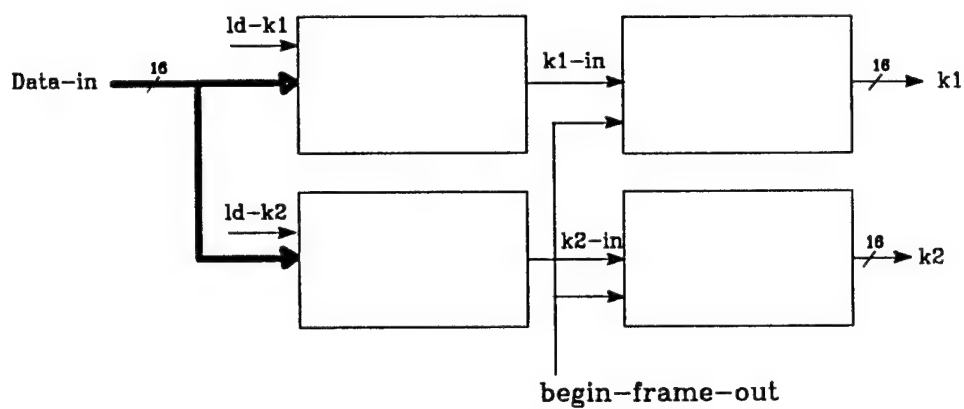 ld-k1
16
Data-in
k1-in
16
k1
ld-k2
k2-in
16
k2
begin-frame-out